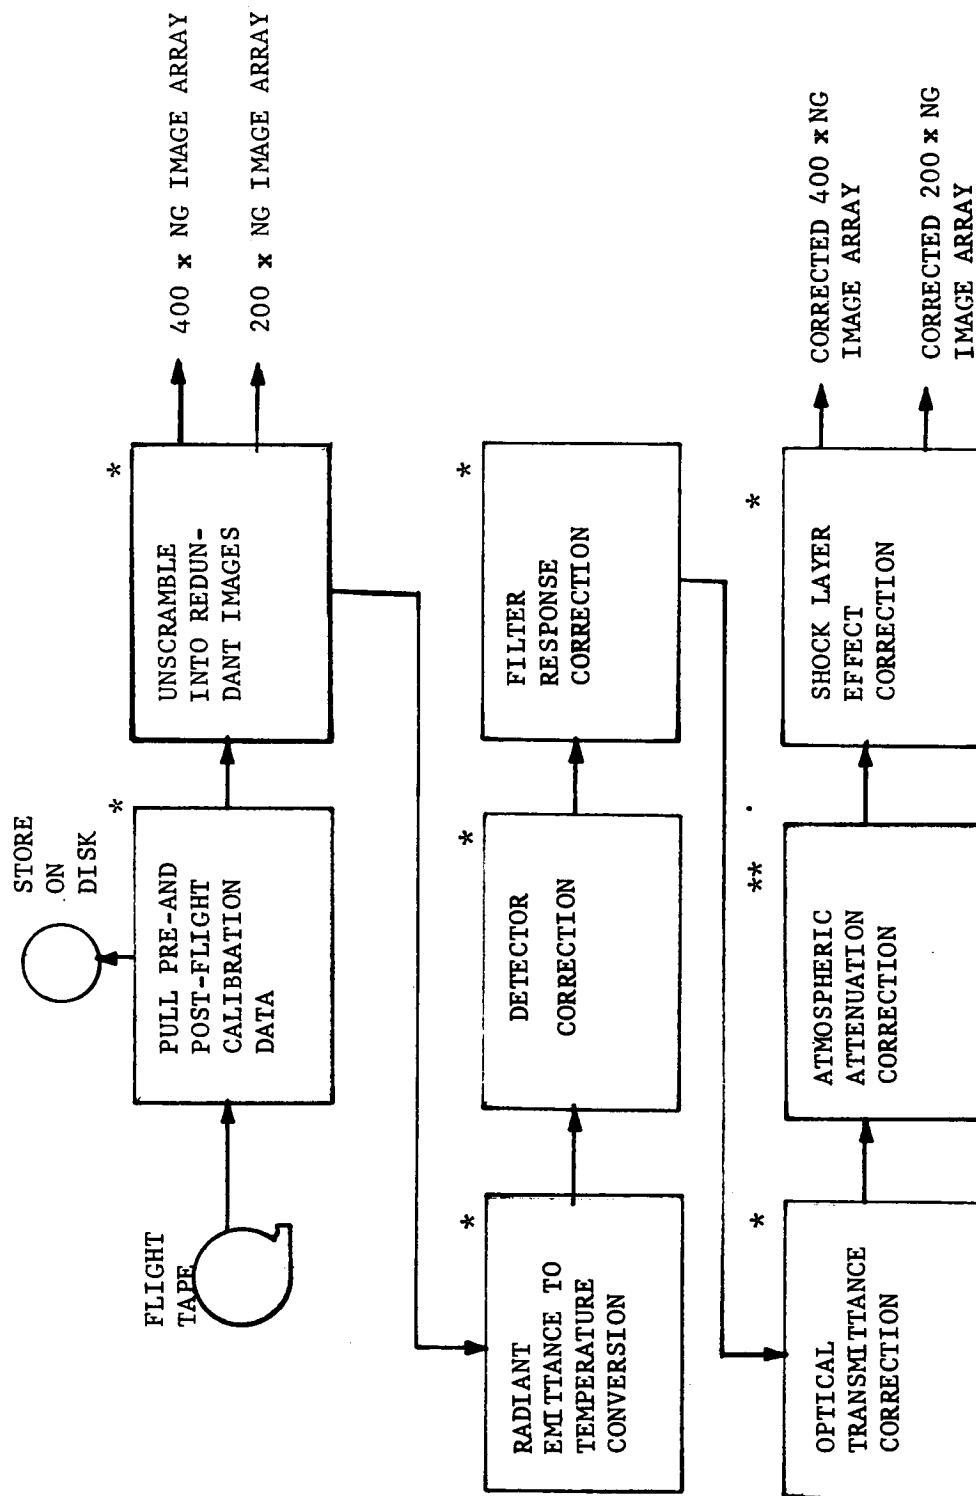 FLIGHT
TAPE
STORE
ON
DISK
*
PULL PRE-AND
POST-FLIGHT
CALIBRATION
DATA
*
UNSCRAMBLE
INTO REDUN-
DANT IMAGES
400 x NG IMAGE ARRAY
200 x NG IMAGE ARRAY
*
RADIANT
EMITTANCE TO
TEMPERATURE
CONVERSION
*
DETECTOR
CORRECTION
*
FILTER
RESPONSE
CORRECTION
*
OPTICAL
TRANSMITTANCE
CORRECTION
**
ATMOSPHERIC
ATTENUATION
CORRECTION
*
SHOCK LAYER
EFFECT
CORRECTION
CORRECTED 400 x NG
IMAGE ARRAY
CORRECTED 200 x NG
IMAGE ARRAY